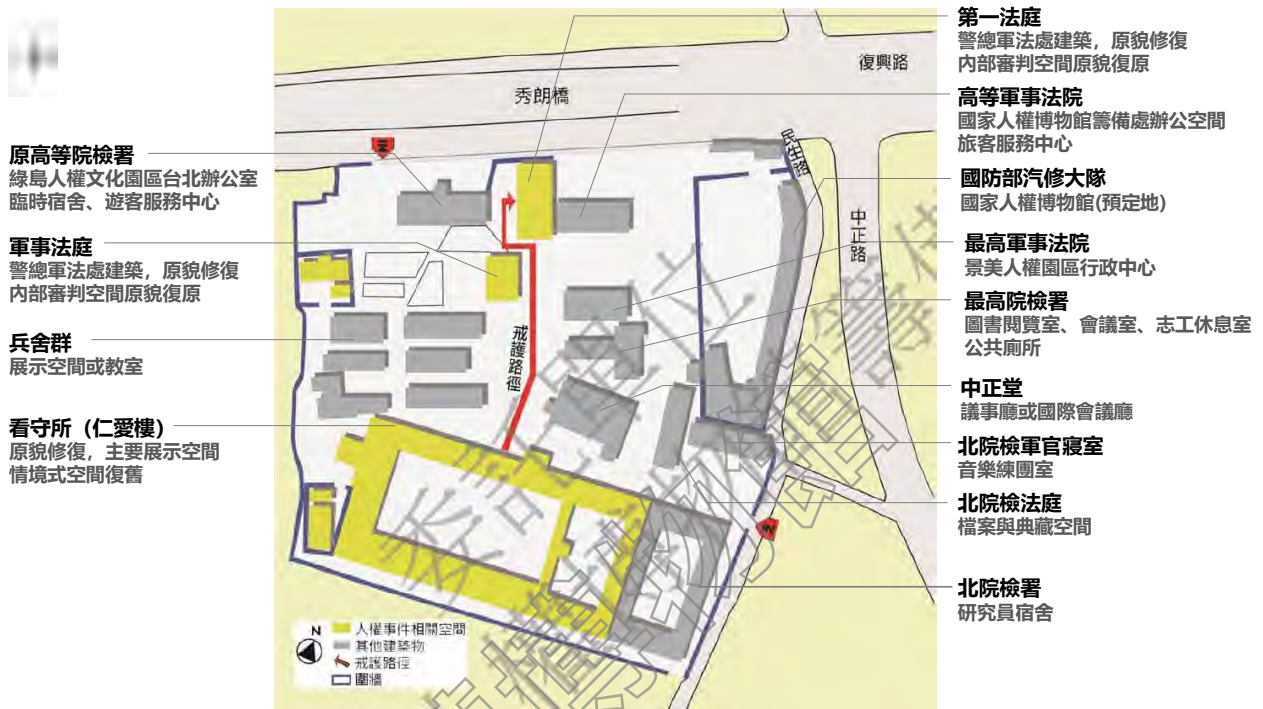 原高等院檢署
綠島人權文化園區台北辦公室
臨時宿舍、遊客服務中心
軍事法庭
警總軍法處建築，原貌修復
內部審判空間原貌復原
兵舍群
展示空間或教室
看守所（仁愛樓）
原貌修復，主要展示空間
情境式空間復舊
復興路
秀朗橋
民生路
中正路
戒護路徑
N
人權事件相關空間
其他建築物
戒護路徑
圍牆
第一法庭
警總軍法處建築，原貌修復
內部審判空間原貌復原
高等軍事法院
國家人權博物館籌備處辦公空間
旅客服務中心
國防部汽修大隊
國家人權博物館(預定地)
最高軍事法院
景美人權園區行政中心
最高院檢署
圖書閱覽室、會議室、志工休息室
公共廁所
中正堂
議事廳或國際會議廳
北院檢軍官寢室
音樂練團室
北院檢法庭
檔案與典藏空間
北院檢署
研究員宿舍